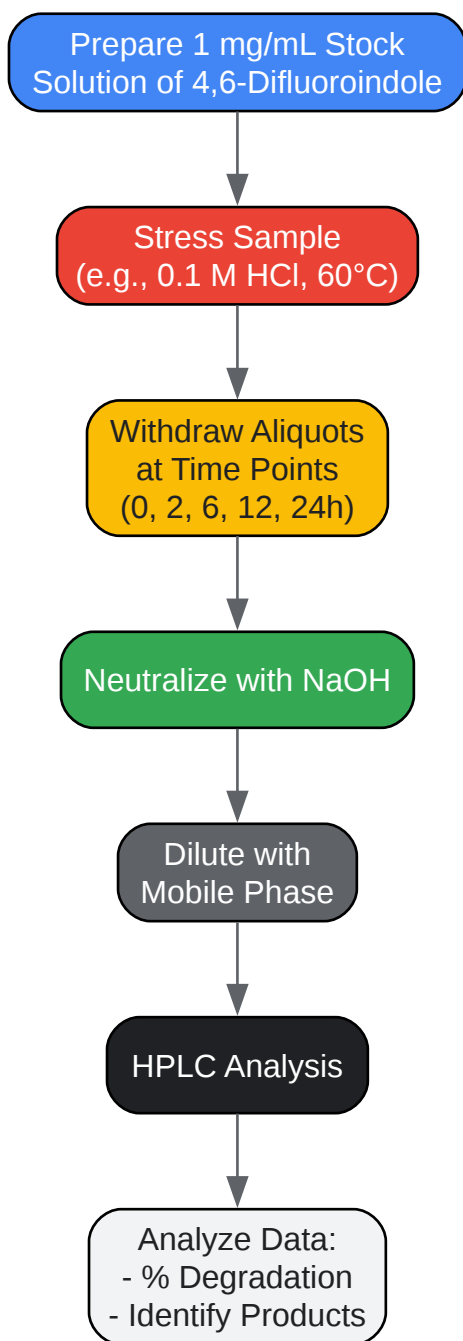 Prepare 1 mg/mL Stock
Solution of 4,6-Difluoroindole
Stress Sample
(e.g., 0.1 M HCl, 60°C)
Withdraw Aliquots
at Time Points
(0, 2, 6, 12, 24h)
Neutralize with NaOH
Dilute with
Mobile Phase
HPLC Analysis
Analyze Data:
- % Degradation
- Identify Products